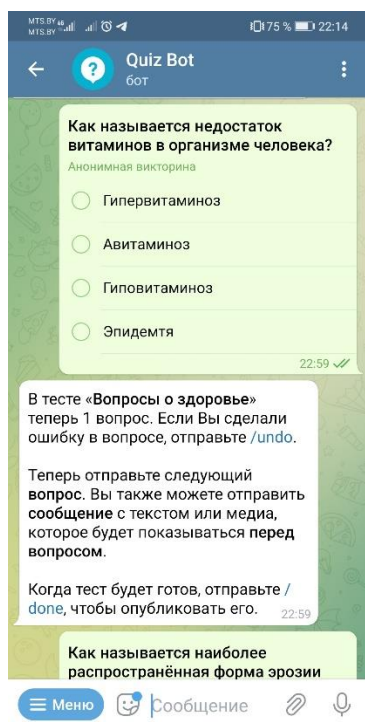 MTS.BY 4G
MTS.BY
75 % 22:14
Quiz Bot
бот
Как называется недостаток
витаминов в организме человека?
Анонимная викторина
Гипервитаминоз
Авитаминоз
Гиповитаминоз
Эпидемтя
22:59
В тесте «Вопросы о здоровье»
теперь 1 вопрос. Если Вы сделали
ошибку в вопросе, отправьте /undo.
Теперь отправьте следующий
вопрос. Вы также можете отправить
сообщение с текстом или медиа,
которое будет показываться перед
вопросом.
Когда тест будет готов, отправьте /
done, чтобы опубликовать его. 22:59
Как называется наиболее
распространённая форма эрозии
Меню Сообщение